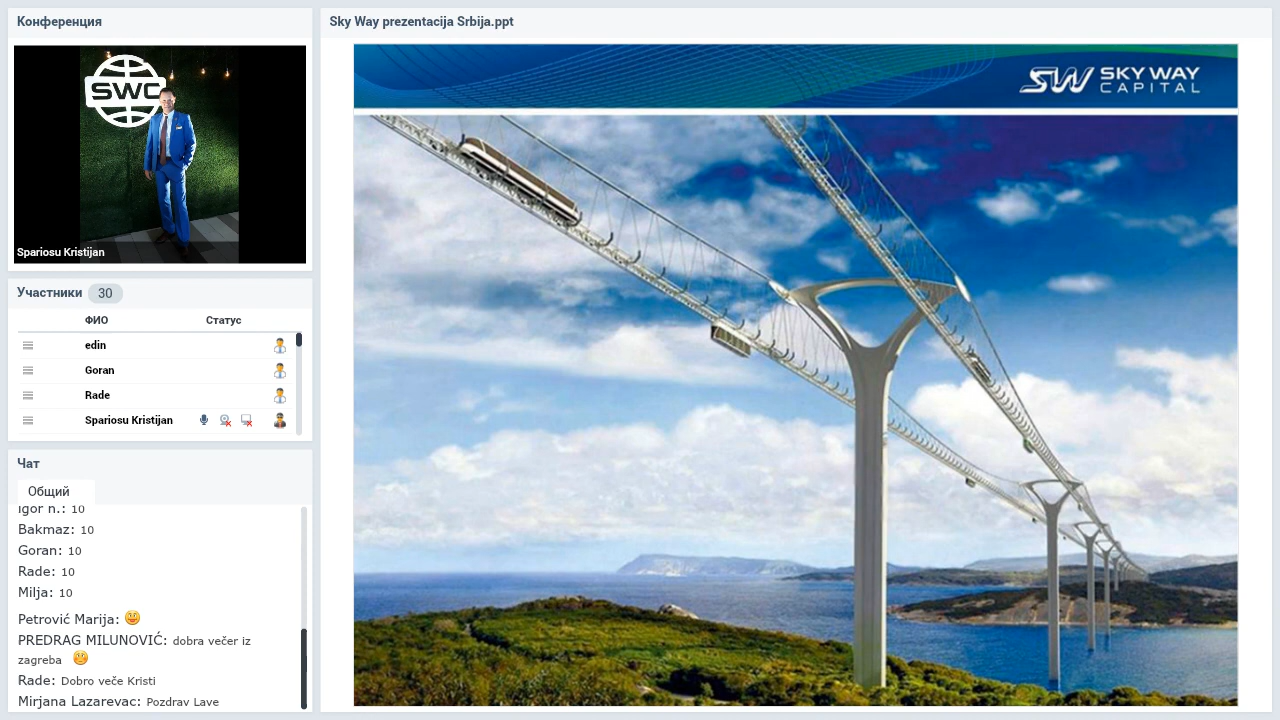 Конференция
SWC
Spariosu Kristijan
Участники 30
ФИО Статус
edin
Goran
Rade
Spariosu Kristijan
Чат
Общий
igor n.: 10
Bakmaz: 10
Goran: 10
Rade: 10
Milja: 10
Petrović Marija:
PREDRAG MILUNOVIĆ: dobra večer iz
zagreba
Rade: Dobro veče Kristi
Mirjana Lazarevac: Pozdrav Lave
Sky Way prezentacija Srbija.ppt
SW SKY WAY
CAPITAL